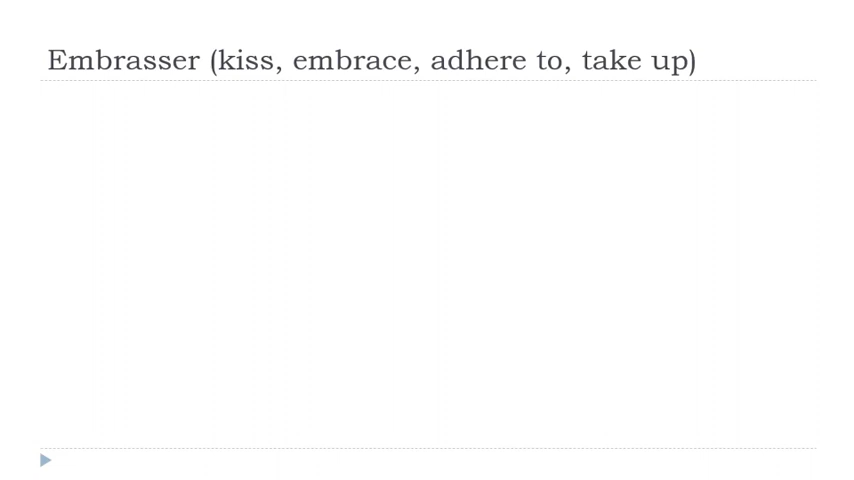 Embrasser (kiss, embrace, adhere to, take up)